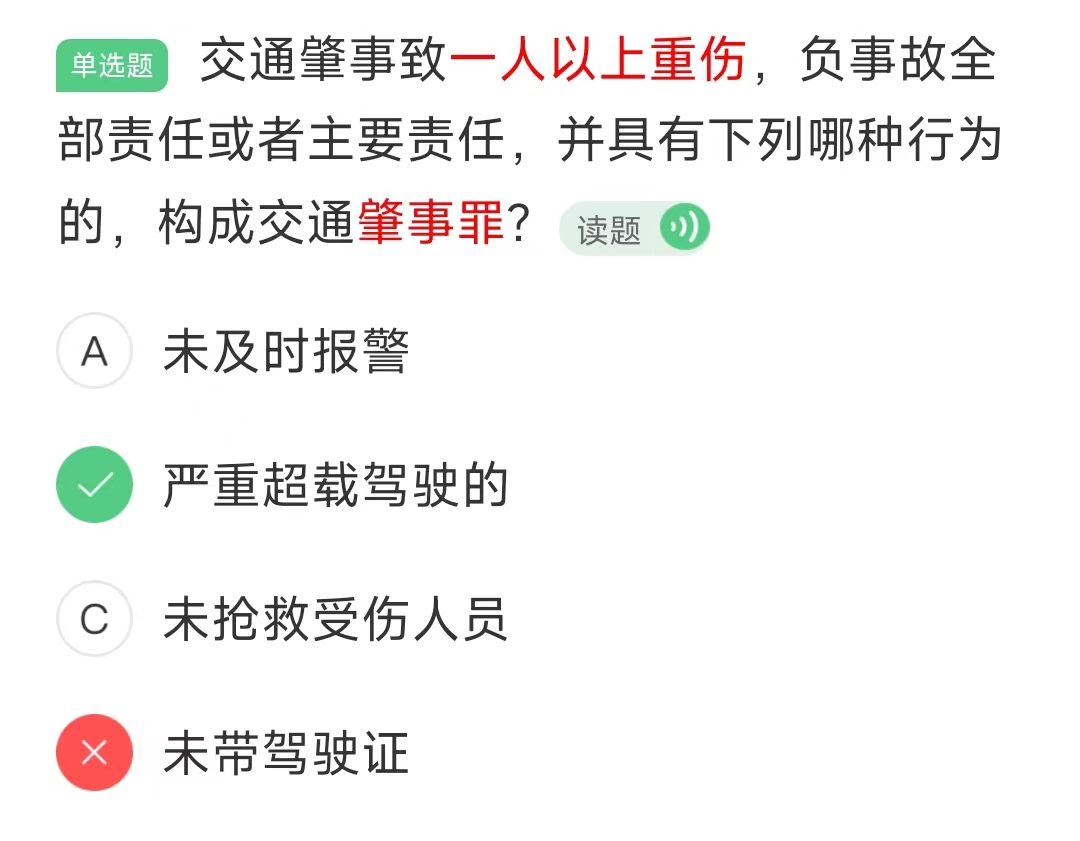 单选题 交通肇事致一人以上重伤，负事故全
部责任或者主要责任，并具有下列哪种行为
的，构成交通肇事罪？ 读题
A 未及时报警
严重超载驾驶的
C 未抢救受伤人员
未带驾驶证